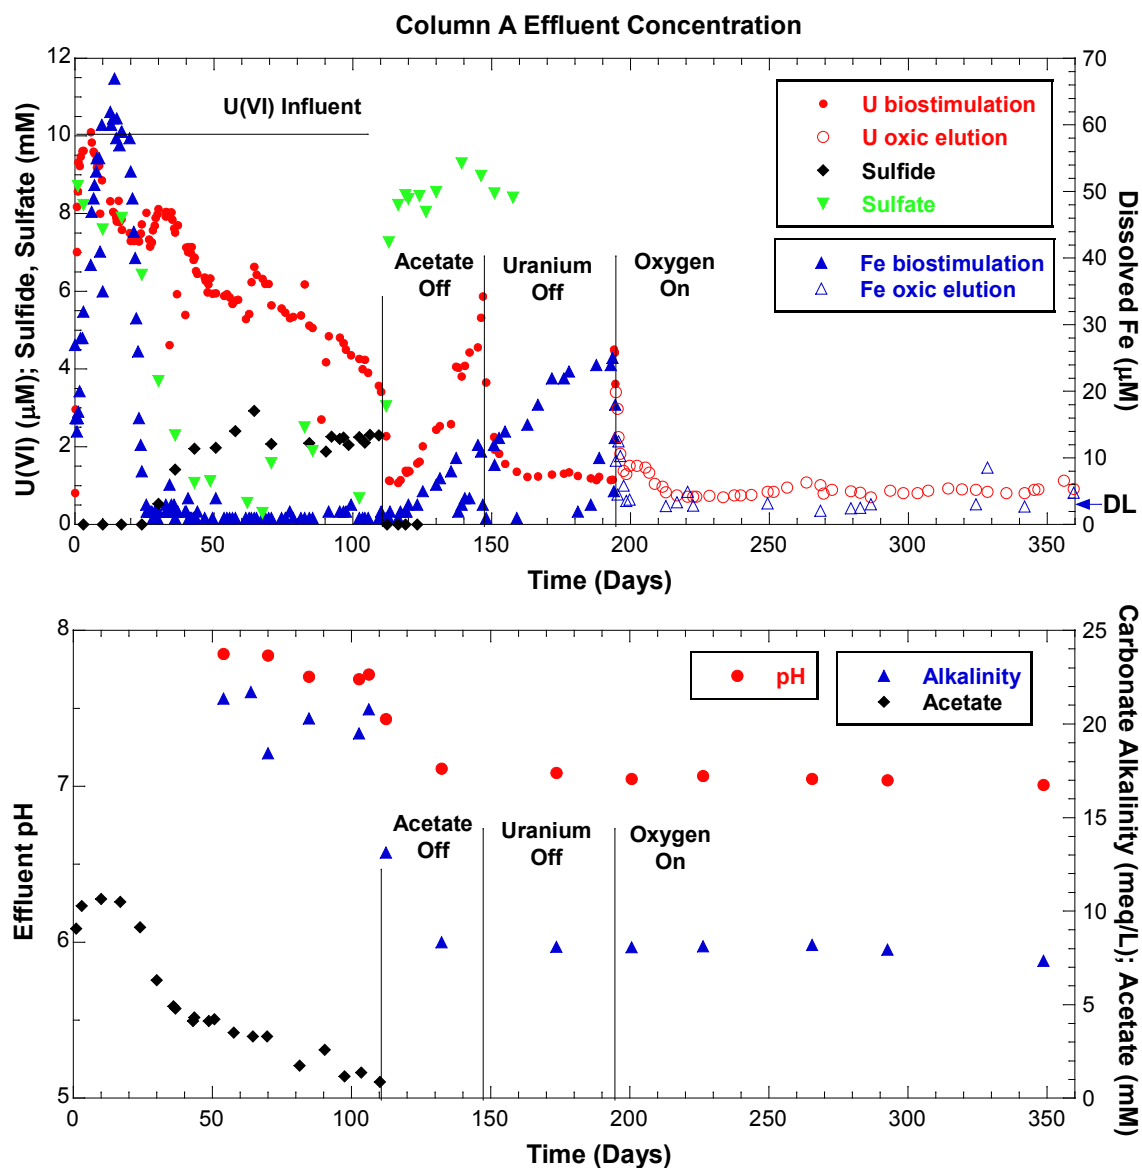 Column A Effluent Concentration
12
10
8
6
4
2
0
U(VI) (µM); Sulfide, Sulfate (mM)
70
60
50
40
30
20
10
0
Dissolved Fe (µM)
U(VI) Influent
U biostimulation
U oxic elution
Sulfide
Sulfate
Fe biostimulation
Fe oxic elution
Acetate
Off
Uranium
Off
Oxygen
On
DL
0 50 100 150 200 250 300 350
Time (Days)
8
7
6
5
Effluent pH
25
20
15
10
5
0
Carbonate Alkalinity (meq/L); Acetate (mM)
pH
Alkalinity
Acetate
Acetate
Off
Uranium
Off
Oxygen
On
0 50 100 150 200 250 300 350
Time (Days)